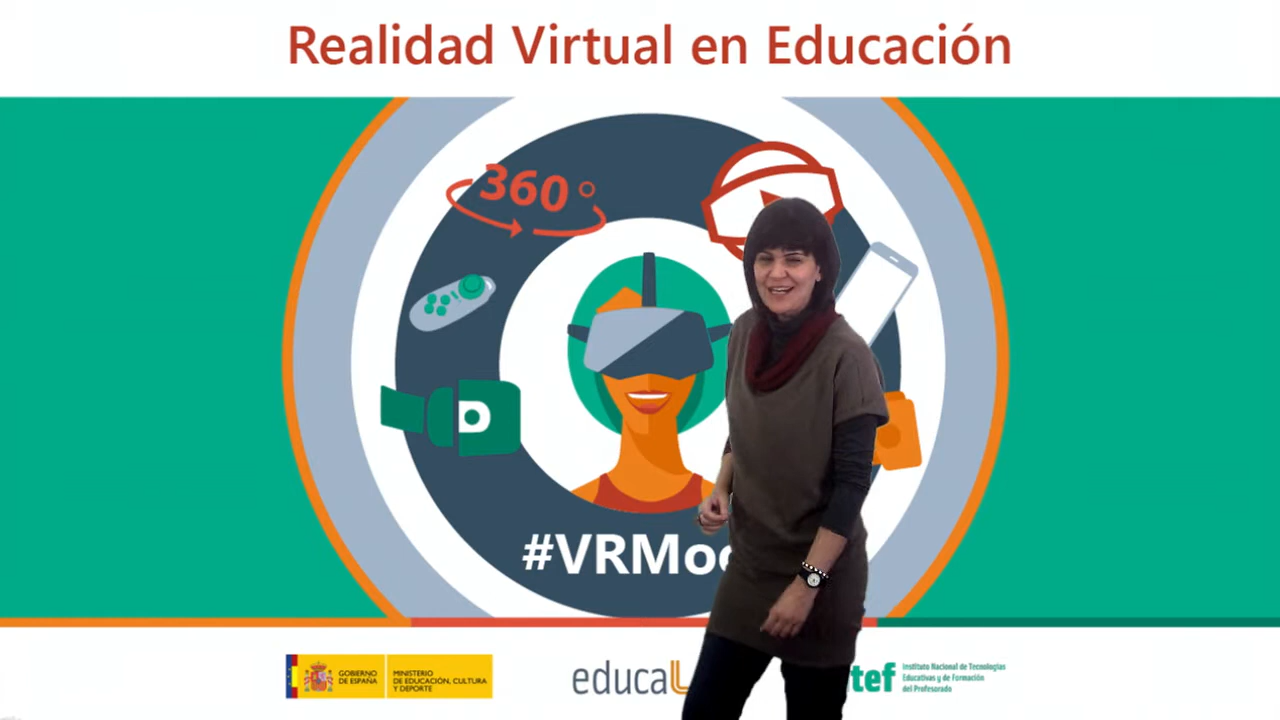 Realidad Virtual en Educación
360°
#VRMoo
GOBIERNO
DE ESPAÑA
MINISTERIO
DE EDUCACIÓN, CULTURA
Y DEPORTE
educaL
tef
Instituto Nacional de Tecnologías
Educativas y de Formación
del Profesorado